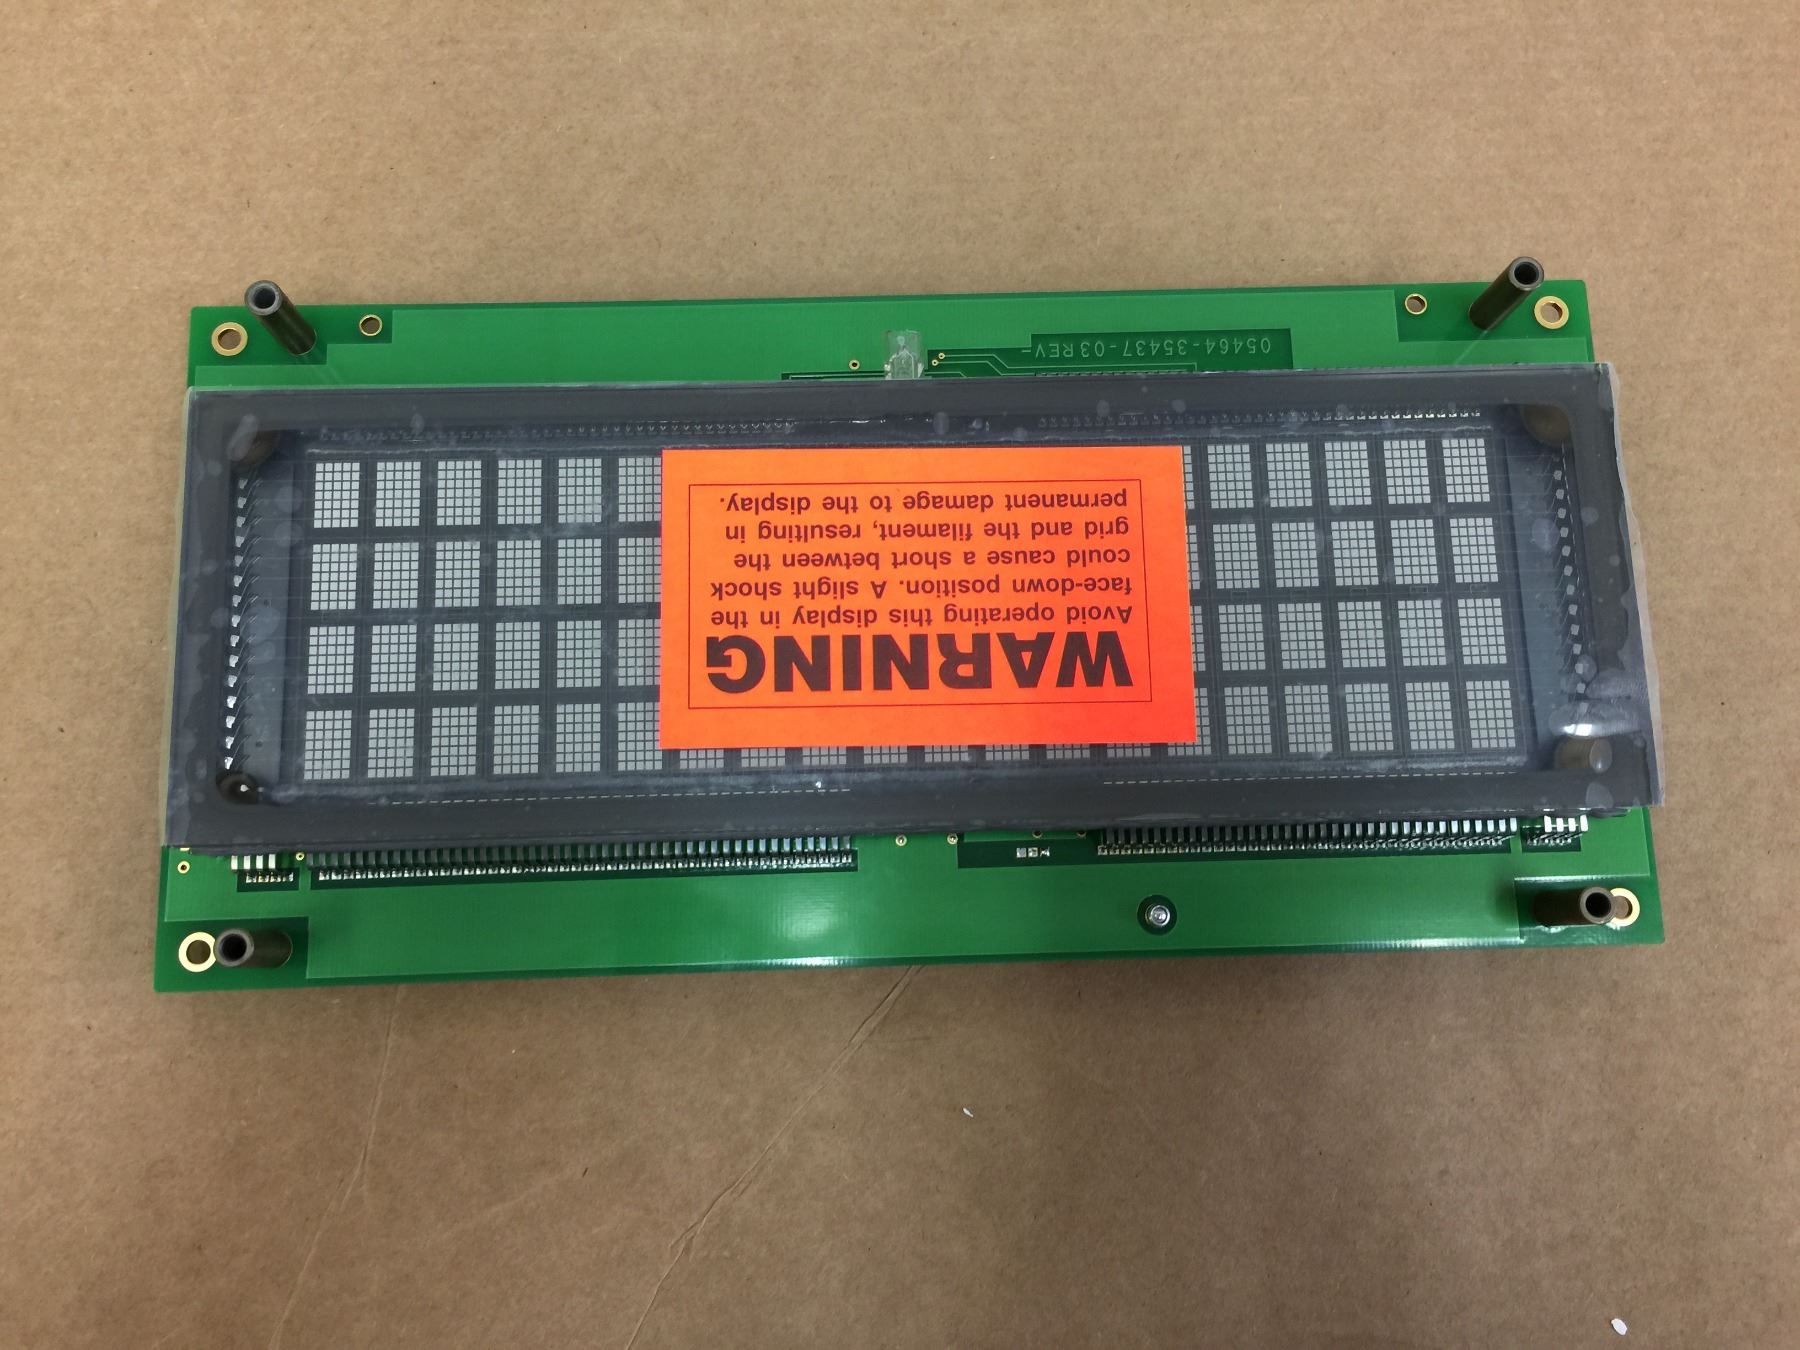 WARNING
Avoid operating this display in the
face-down position. A slight shock
could cause a short between the
grid and the filament, resulting in
permanent damage to the display.
05464-35437-03 REV-